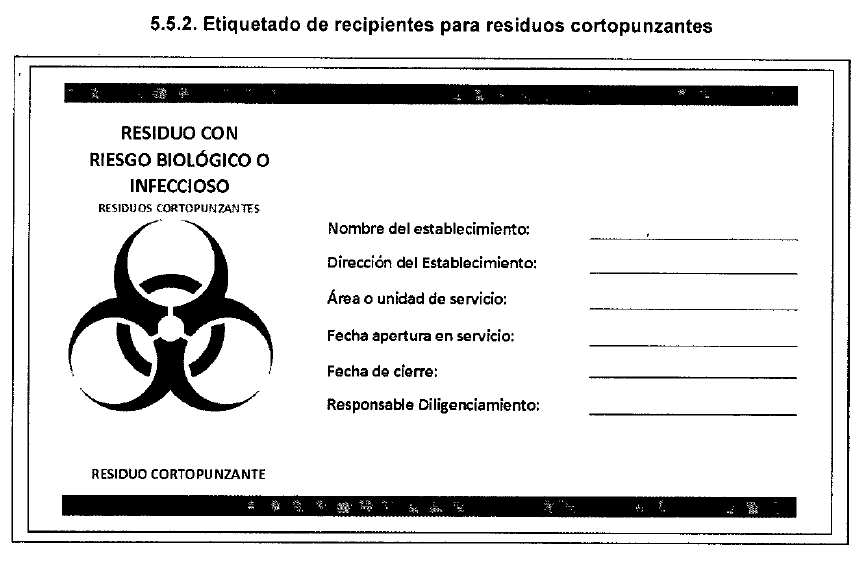 5.5.2. Etiquetado de recipientes para residuos cortopunzantes
RESIDUO CON
RIESGO BIOLÓGICO O
INFECCIOSO
RESIDUOS CORTOPUNZANTES
Nombre del establecimiento:
Dirección del Establecimiento:
Área o unidad de servicio:
Fecha apertura en servicio:
Fecha de cierre:
Responsable Diligenciamiento:
RESIDUO CORTOPUNZANTE